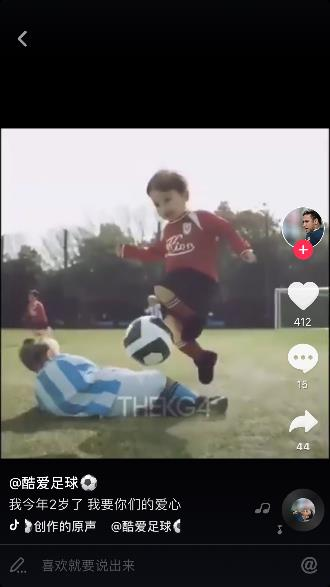 THEKG4
412
15
44
@酷爱足球⚽
我今年2岁了 我要你们的爱心
创作的原声 @酷爱足球
喜欢就要说出来
@